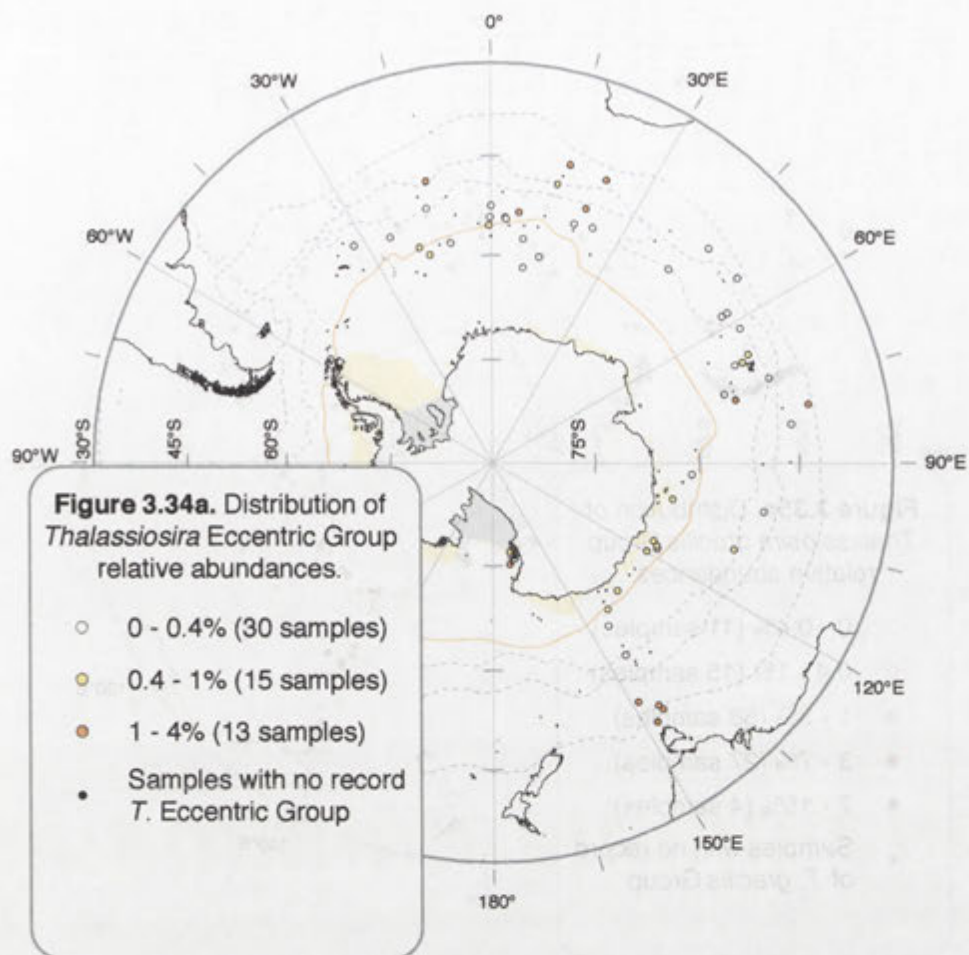 0°
30°W
30°E
60°W
60°E
90°W
30°S
45°S
60°S
75°S
90°E
120°E
150°E
180°
Figure 3.34a. Distribution of
Thalassiosira Eccentric Group
relative abundances.
0 - 0.4% (30 samples)
0.4 - 1% (15 samples)
1 - 4% (13 samples)
Samples with no record
T. Eccentric Group